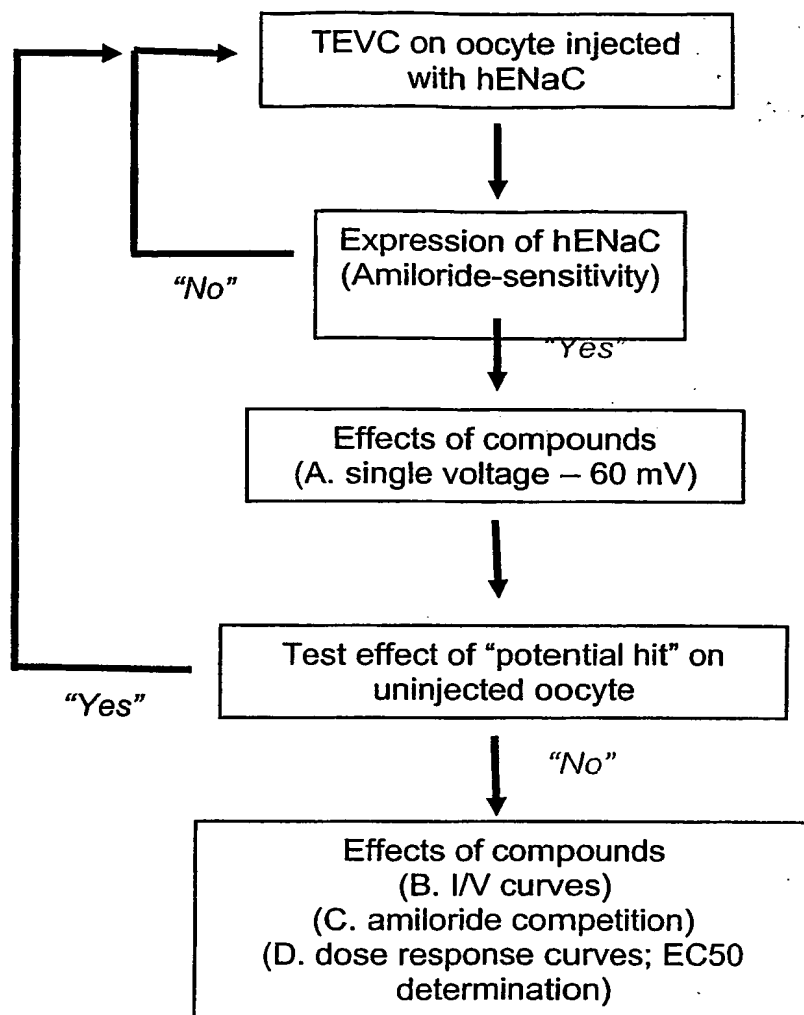 TEVC on oocyte injected
with hENaC
Expression of hENaC
(Amiloride-sensitivity)
"No"
"Yes"
Effects of compounds
(A. single voltage – 60 mV)
Test effect of "potential hit" on
uninjected oocyte
"Yes"
"No"
Effects of compounds
(B. I/V curves)
(C. amiloride competition)
(D. dose response curves; EC50
determination)